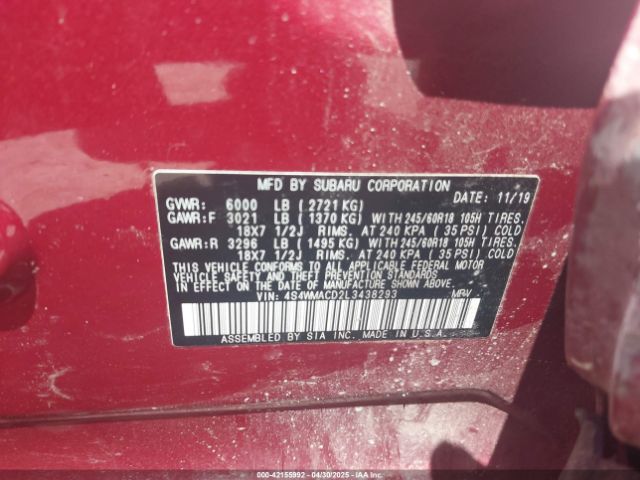 MFD BY SUBARU CORPORATION
GVWR: 6000 LB ( 2721 KG) DATE: 11/19
GAWR:F 3021 LB ( 1370 KG) WITH 245/60R18 105H TIRES.
18X7 1/2J RIMS. AT 240 KPA ( 35 PSI) COLD
GAWR:R 3296 LB ( 1495 KG) WITH 245/60R18 105H TIRES.
18X7 1/2J RIMS. AT 240 KPA ( 35 PSI) COLD
THIS VEHICLE CONFORMS TO ALL APPLICABLE FEDERAL MOTOR
VEHICLE SAFETY AND THEFT PREVENTION STANDARDS
IN EFFECT ON THE DATE OF MANUFACTURE SHOWN ABOVE.
VIN: 4S4WMACD2L3438293 MPV
ASSEMBLED BY SIA INC. MADE IN U.S.A.
000-42155992 - 04/30/2025 - IAAI.COM